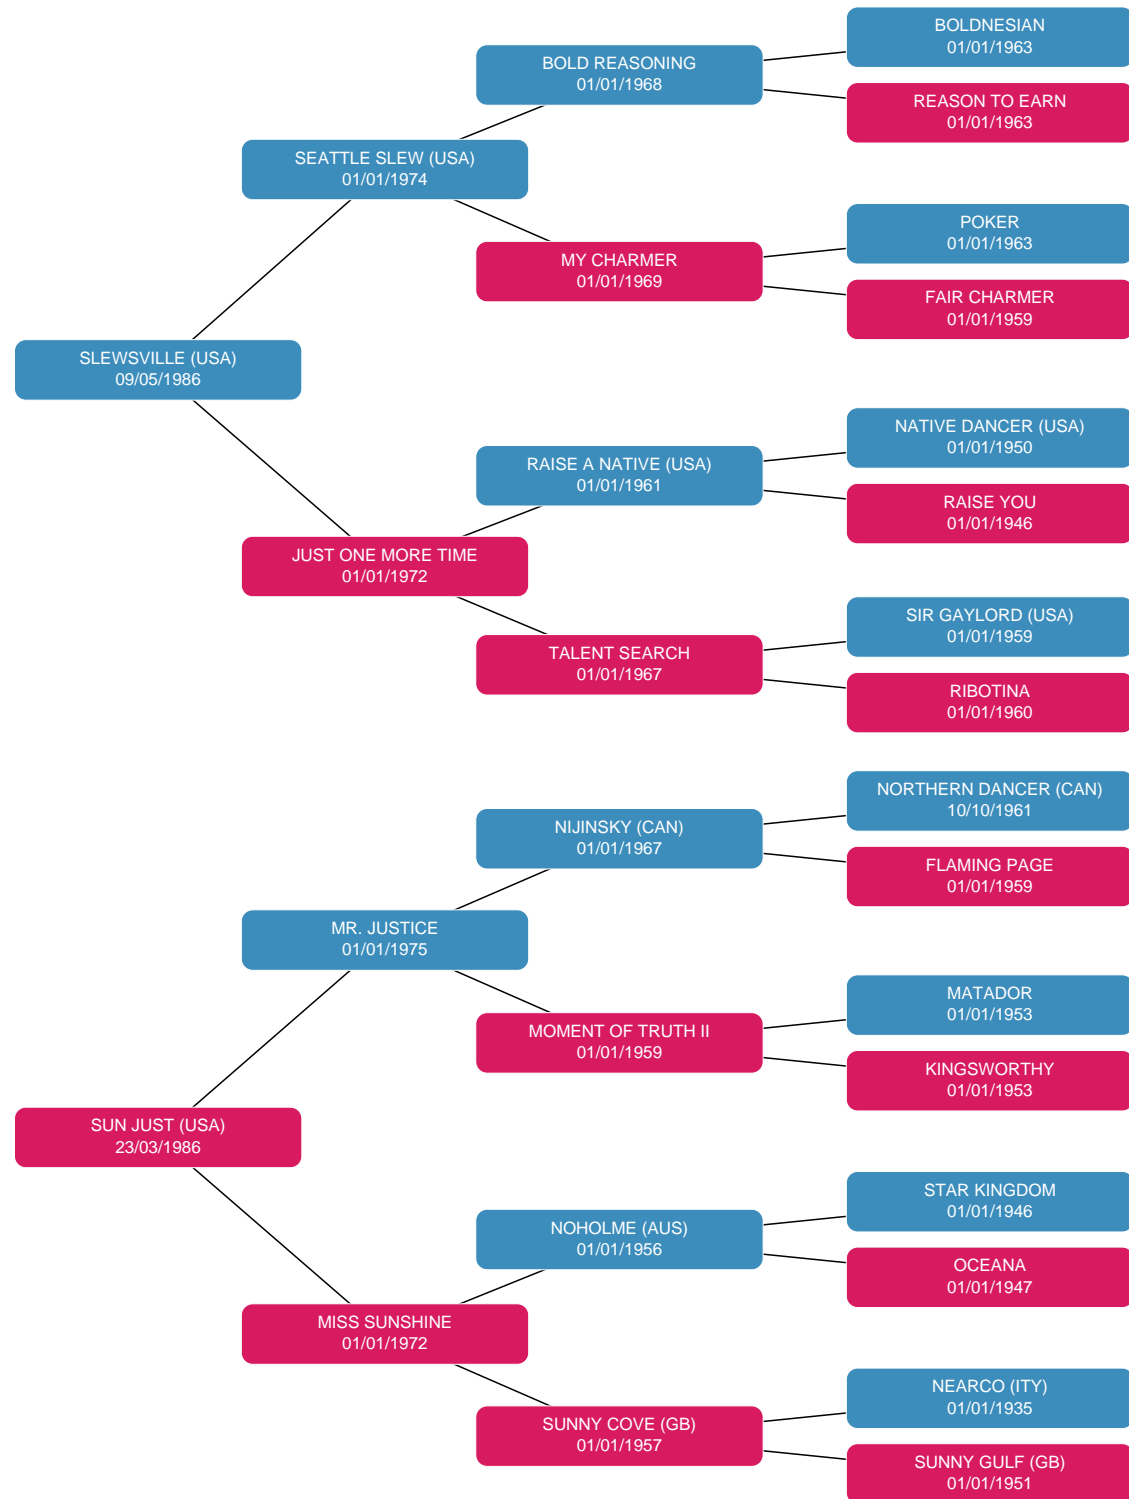 BOLDNESIAN
01/01/1963
BOLD REASONING
01/01/1968
REASON TO EARN
01/01/1963
SEATTLE SLEW (USA)
01/01/1974
POKER
01/01/1963
MY CHARMER
01/01/1969
FAIR CHARMER
01/01/1959
SLEWSVILLE (USA)
09/05/1986
NATIVE DANCER (USA)
01/01/1950
RAISE A NATIVE (USA)
01/01/1961
RAISE YOU
01/01/1946
JUST ONE MORE TIME
01/01/1972
SIR GAYLORD (USA)
01/01/1959
TALENT SEARCH
01/01/1967
RIBOTINA
01/01/1960
NORTHERN DANCER (CAN)
10/10/1961
NIJINSKY (CAN)
01/01/1967
FLAMING PAGE
01/01/1959
MR. JUSTICE
01/01/1975
MATADOR
01/01/1953
MOMENT OF TRUTH II
01/01/1959
KINGSWORTHY
01/01/1953
SUN JUST (USA)
23/03/1986
STAR KINGDOM
01/01/1946
NOHOLME (AUS)
01/01/1956
OCEANA
01/01/1947
MISS SUNSHINE
01/01/1972
NEARCO (ITY)
01/01/1935
SUNNY COVE (GB)
01/01/1957
SUNNY GULF (GB)
01/01/1951